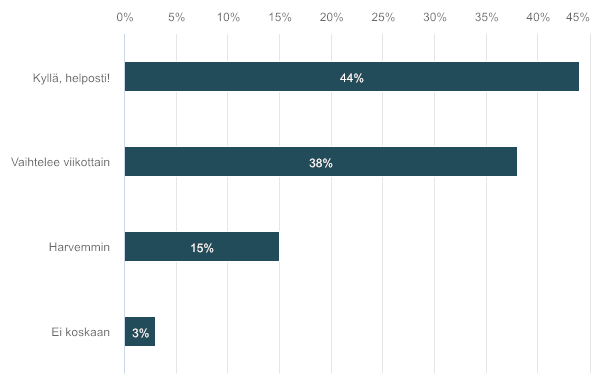 0% 5% 10% 15% 20% 25% 30% 35% 40% 45%
Kyllä, helposti! 44%
Vaihtelee viikottain 38%
Harvemmin 15%
Ei koskaan 3%